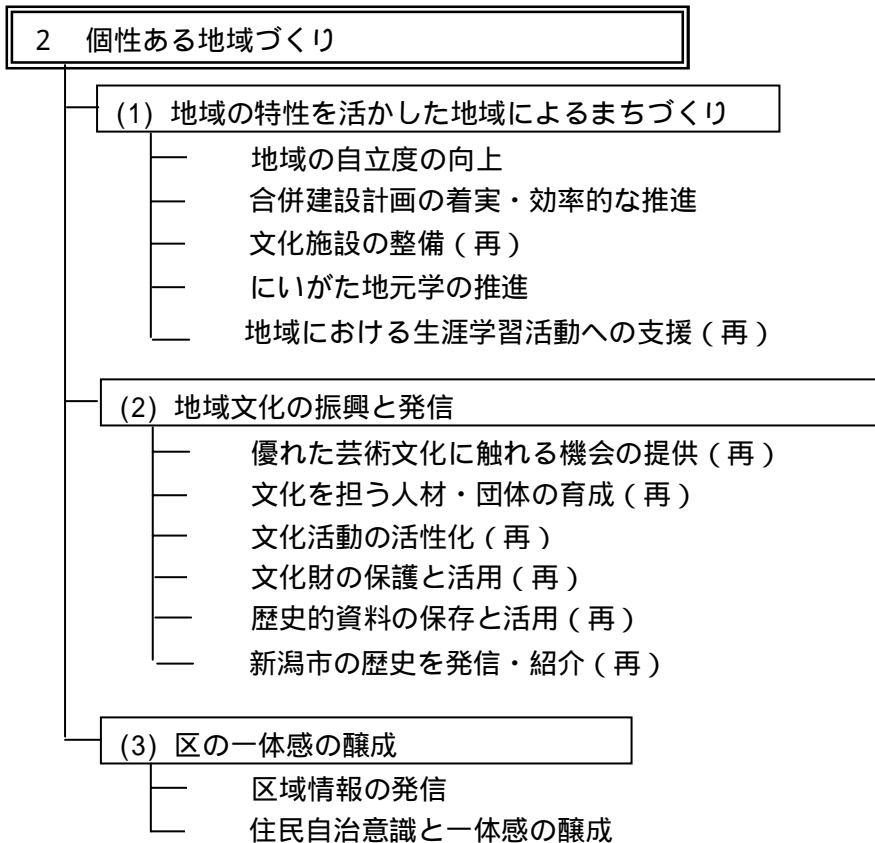 2 個性ある地域づくり
(1) 地域の特性を活かした地域によるまちづくり
地域の自立度の向上
合併建設計画の着実・効率的な推進
文化施設の整備(再)
にいがた地元学の推進
地域における生涯学習活動への支援(再)
(2) 地域文化の振興と発信
優れた芸術文化に触れる機会の提供(再)
文化を担う人材・団体の育成(再)
文化活動の活性化(再)
文化財の保護と活用(再)
歴史的資料の保存と活用(再)
新潟市の歴史を発信・紹介(再)
(3) 区の一体感の醸成
区域情報の発信
住民自治意識と一体感の醸成